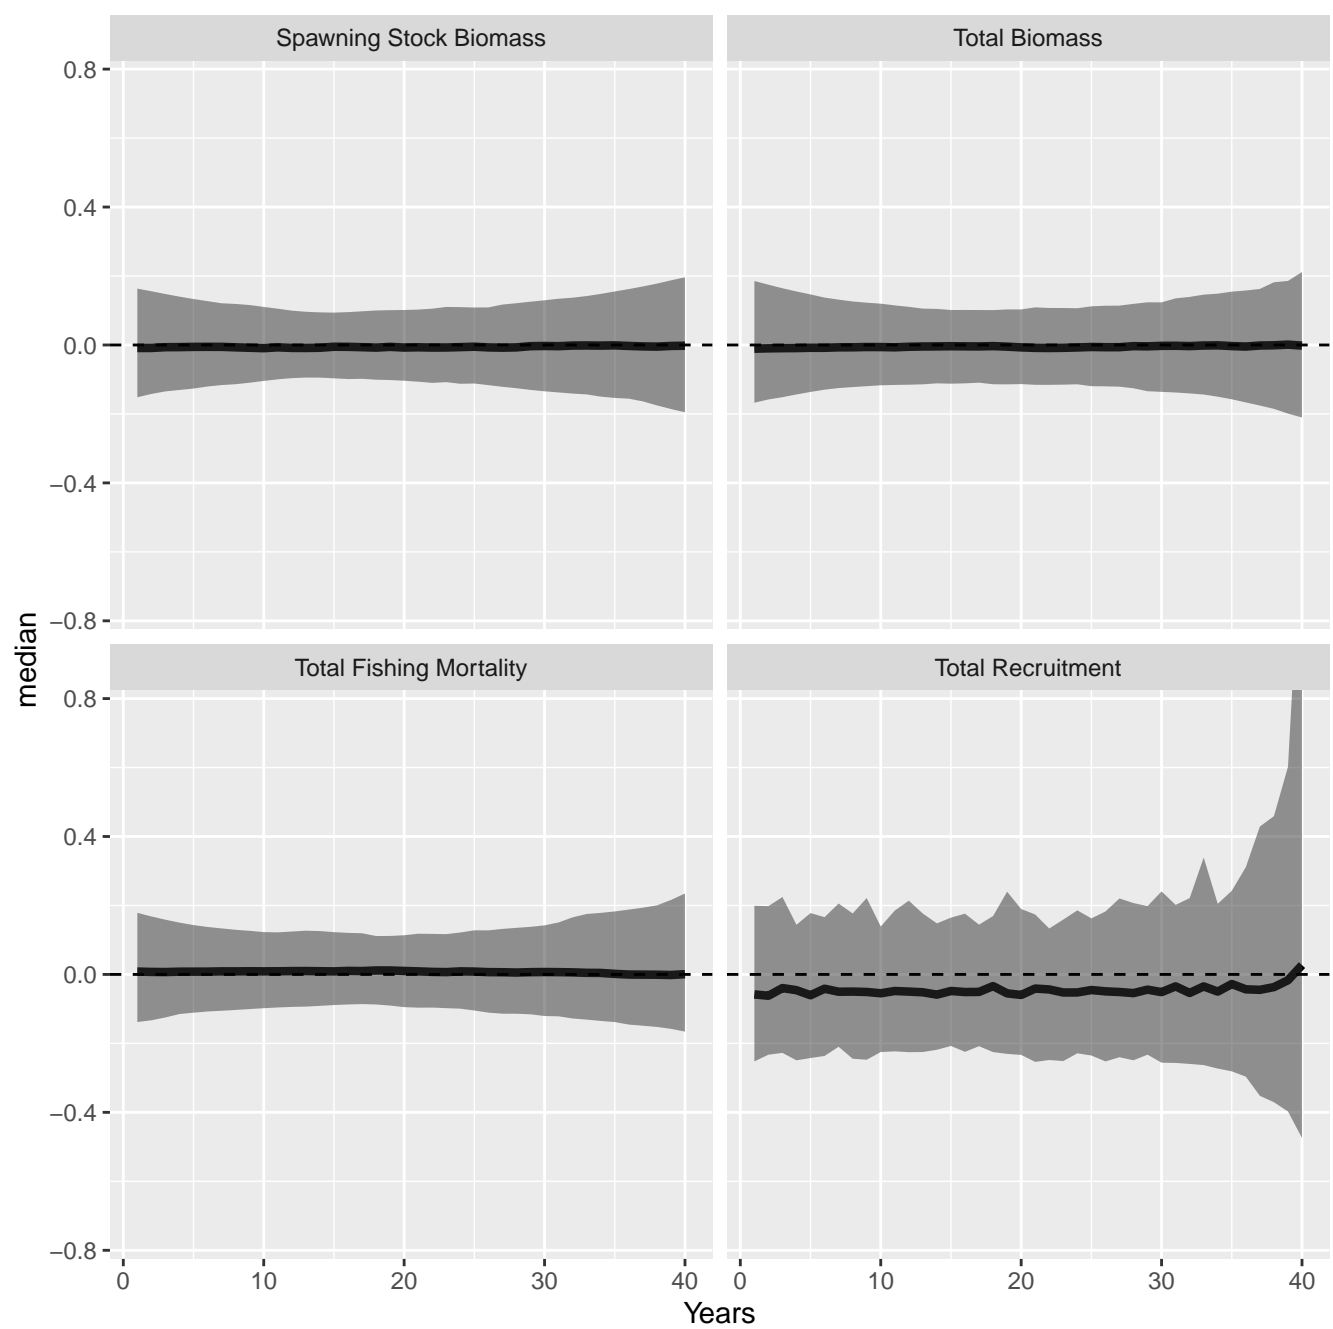 Spawning Stock Biomass
Total Biomass
0.8
0.4
0.0
−0.4
−0.8
median
Total Fishing Mortality
Total Recruitment
0.8
0.4
0.0
−0.4
−0.8
0 10 20 30 40
0 10 20 30 40
Years